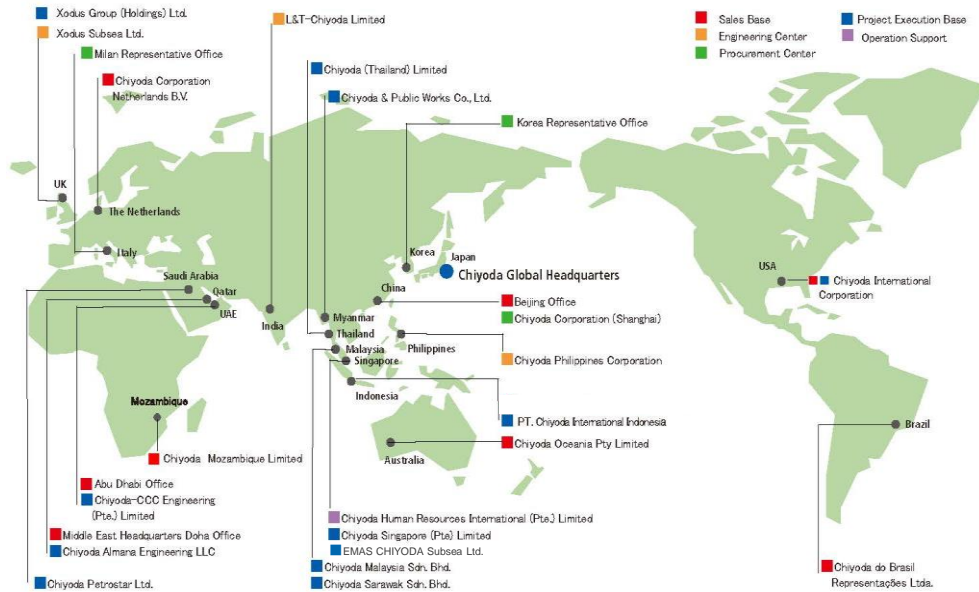 Xodus Group (Holdings) Ltd.
Xodus Subsea Ltd.
Milan Representative Office
Chiyoda Corporation
Netherlands B.V.
L&T-Chiyoda Limited
Chiyoda (Thailand) Limited
Chiyoda & Public Works Co., Ltd.
Korea Representative Office
Sales Base
Engineering Center
Procurement Center
Project Execution Base
Operation Support
UK
The Netherlands
Italy
Saudi Arabia
Qatar
UAE
India
Myanmar
Thailand
Malaysia
Singapore
Indonesia
China
Korea
Japan
Chiyoda Global Headquarters
Philippines
Australia
Mozambique
USA
Brazil
Chiyoda International
Corporation
Beijing Office
Chiyoda Corporation (Shanghai)
Chiyoda Philippines Corporation
PT. Chiyoda International Indonesia
Chiyoda Oceania Pty Limited
Chiyoda Mozambique Limited
Abu Dhabi Office
Chiyoda-CCC Engineering
(Pte.) Limited
Middle East Headquarters Doha Office
Chiyoda Almana Engineering LLC
Chiyoda Petrostar Ltd.
Chiyoda Human Resources International (Pte.) Limited
Chiyoda Singapore (Pte) Limited
EMAS CHIYODA Subsea Ltd.
Chiyoda Malaysia Sdn. Bhd.
Chiyoda Sarawak Sdn. Bhd.
Chiyoda do Brasil
Representações Ltda.